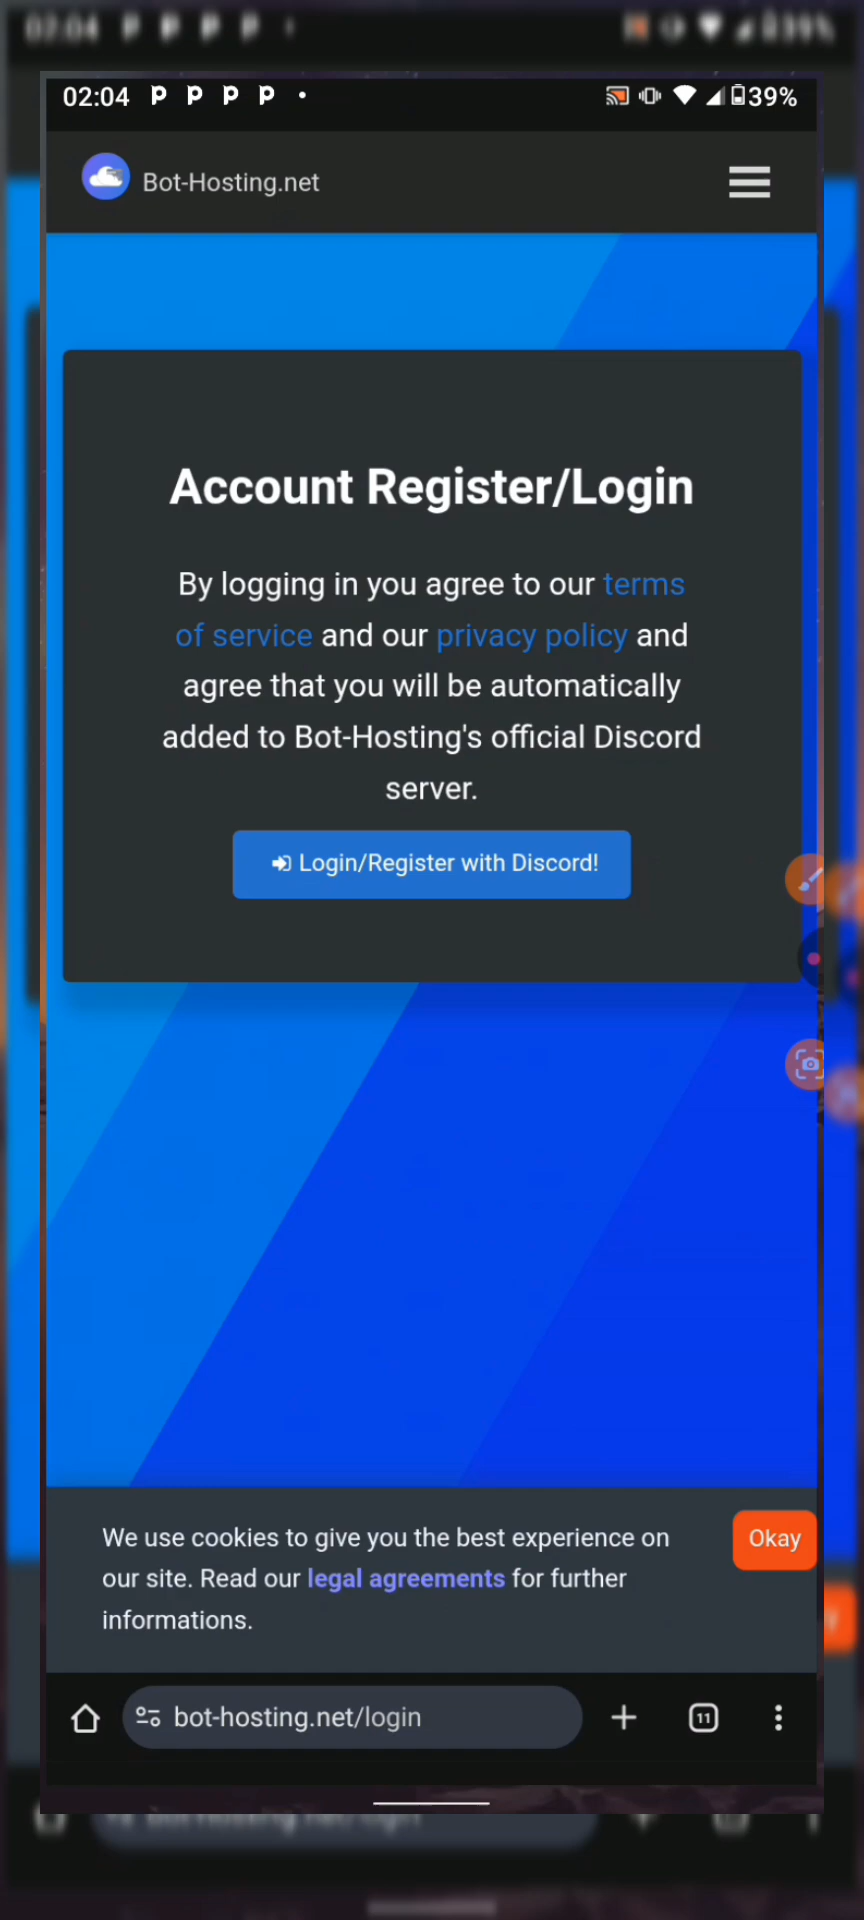 02:04 39%
Bot-Hosting.net
Account Register/Login
By logging in you agree to our terms
of service and our privacy policy and
agree that you will be automatically
added to Bot-Hosting's official Discord
server.
Login/Register with Discord!
We use cookies to give you the best experience on
our site. Read our legal agreements for further
informations.
Okay
bot-hosting.net/login
11